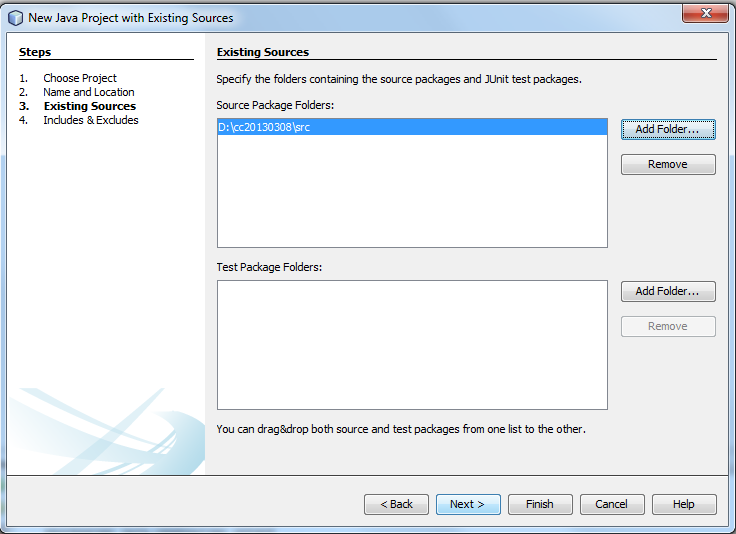 New Java Project with Existing Sources
Steps
1. Choose Project
2. Name and Location
3. Existing Sources
4. Includes & Excludes
Existing Sources
Specify the folders containing the source packages and JUnit test packages.
Source Package Folders:
D:\cc20130308\src
Add Folder...
Remove
Test Package Folders:
Add Folder...
Remove
You can drag&drop both source and test packages from one list to the other.
< Back
Next >
Finish
Cancel
Help